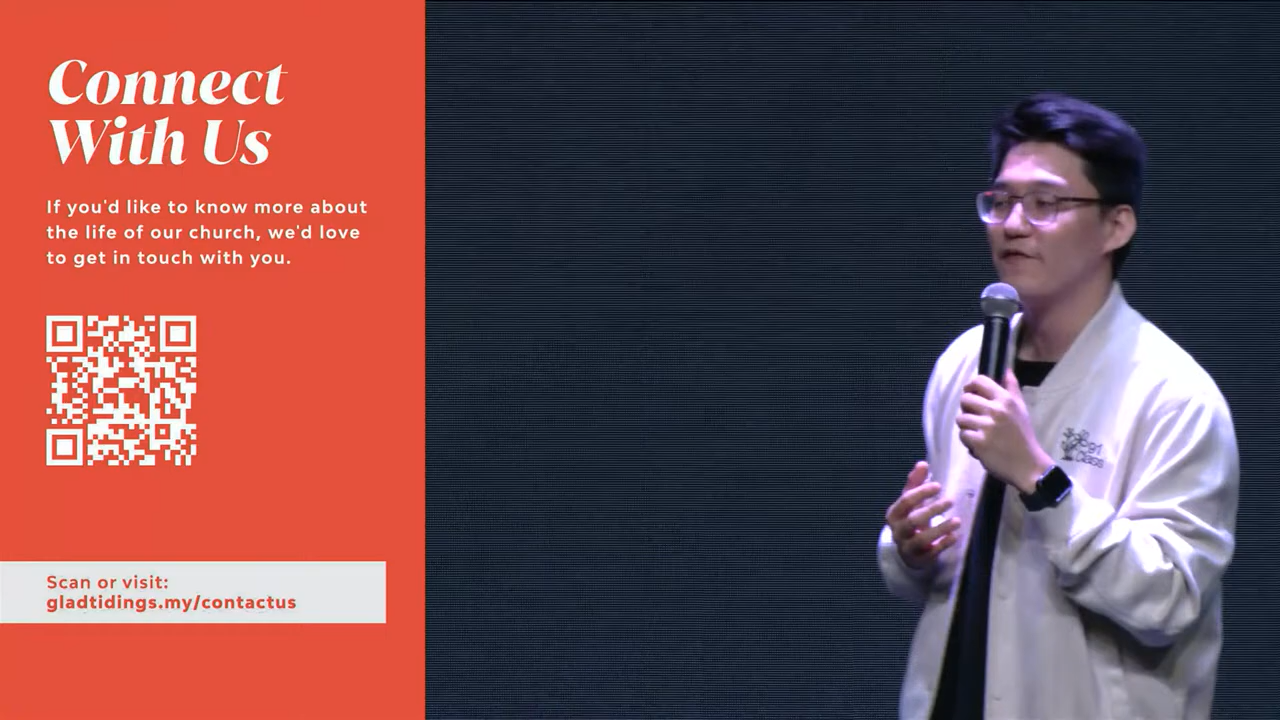 Connect
With Us
If you'd like to know more about
the life of our church, we'd love
to get in touch with you.
Scan or visit:
gladtidings.my/contactus
Class